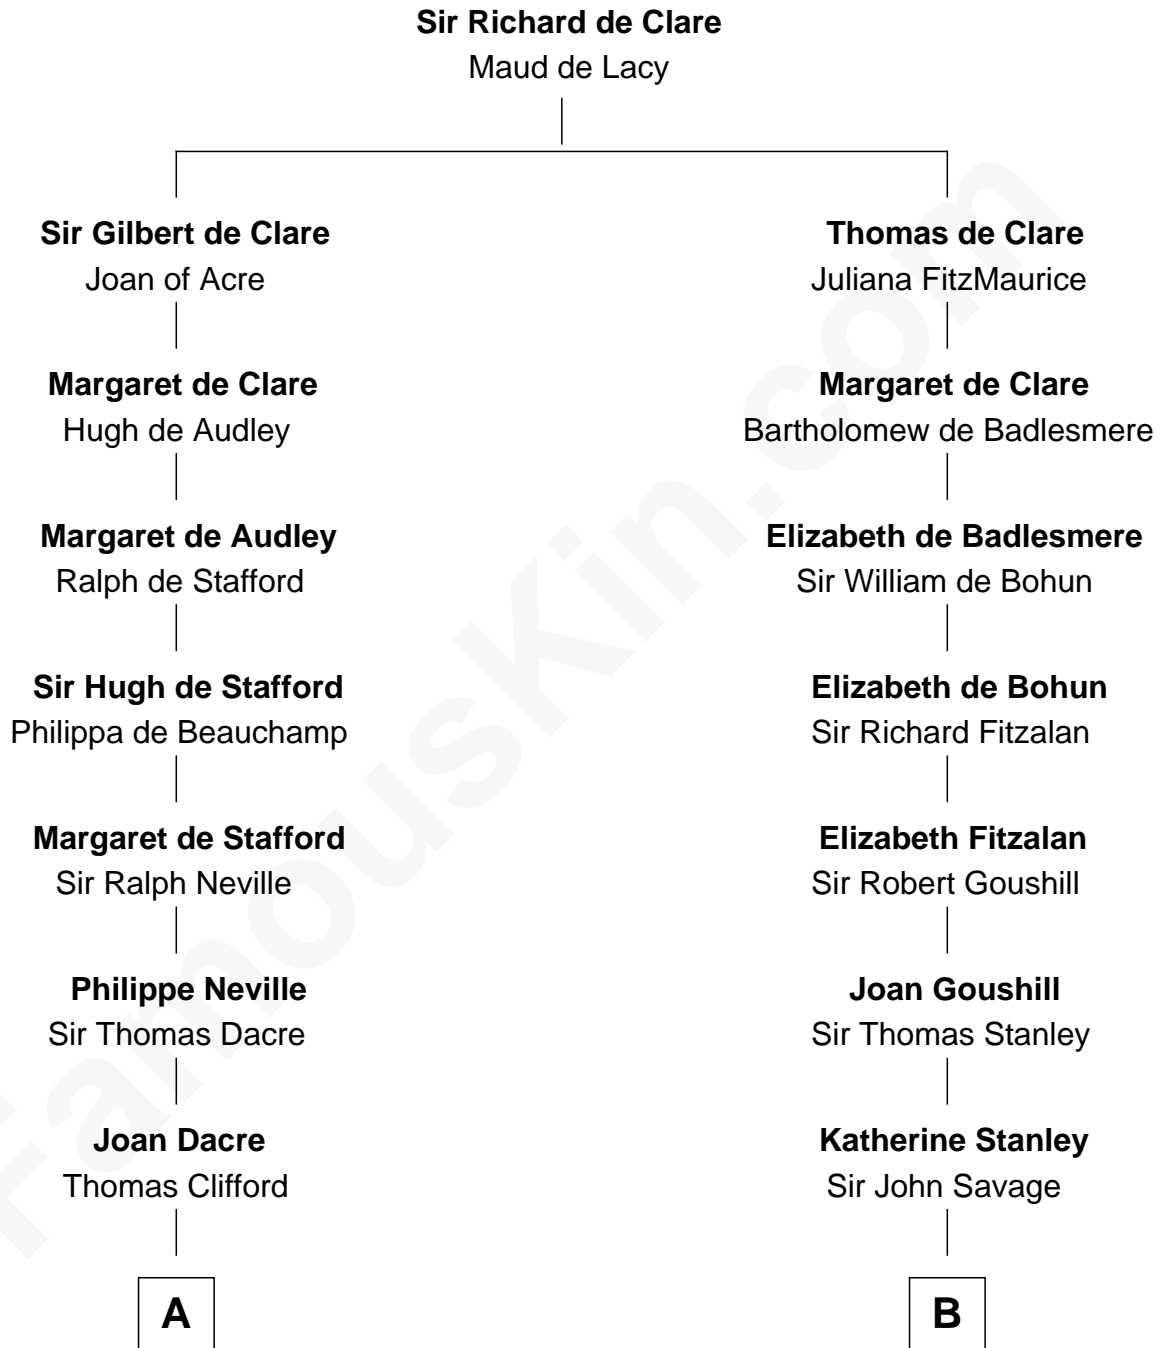 Sir Richard de Clare
Maud de Lacy
Sir Gilbert de Clare
Joan of Acre
Thomas de Clare
Juliana FitzMaurice
Margaret de Clare
Hugh de Audley
Margaret de Clare
Bartholomew de Badlesmere
Margaret de Audley
Ralph de Stafford
Elizabeth de Badlesmere
Sir William de Bohun
Sir Hugh de Stafford
Philippa de Beauchamp
Elizabeth de Bohun
Sir Richard Fitzalan
Margaret de Stafford
Sir Ralph Neville
Elizabeth Fitzalan
Sir Robert Goushill
Philippe Neville
Sir Thomas Dacre
Joan Goushill
Sir Thomas Stanley
Joan Dacre
Thomas Clifford
Katherine Stanley
Sir John Savage
A
B
FamousKin.com